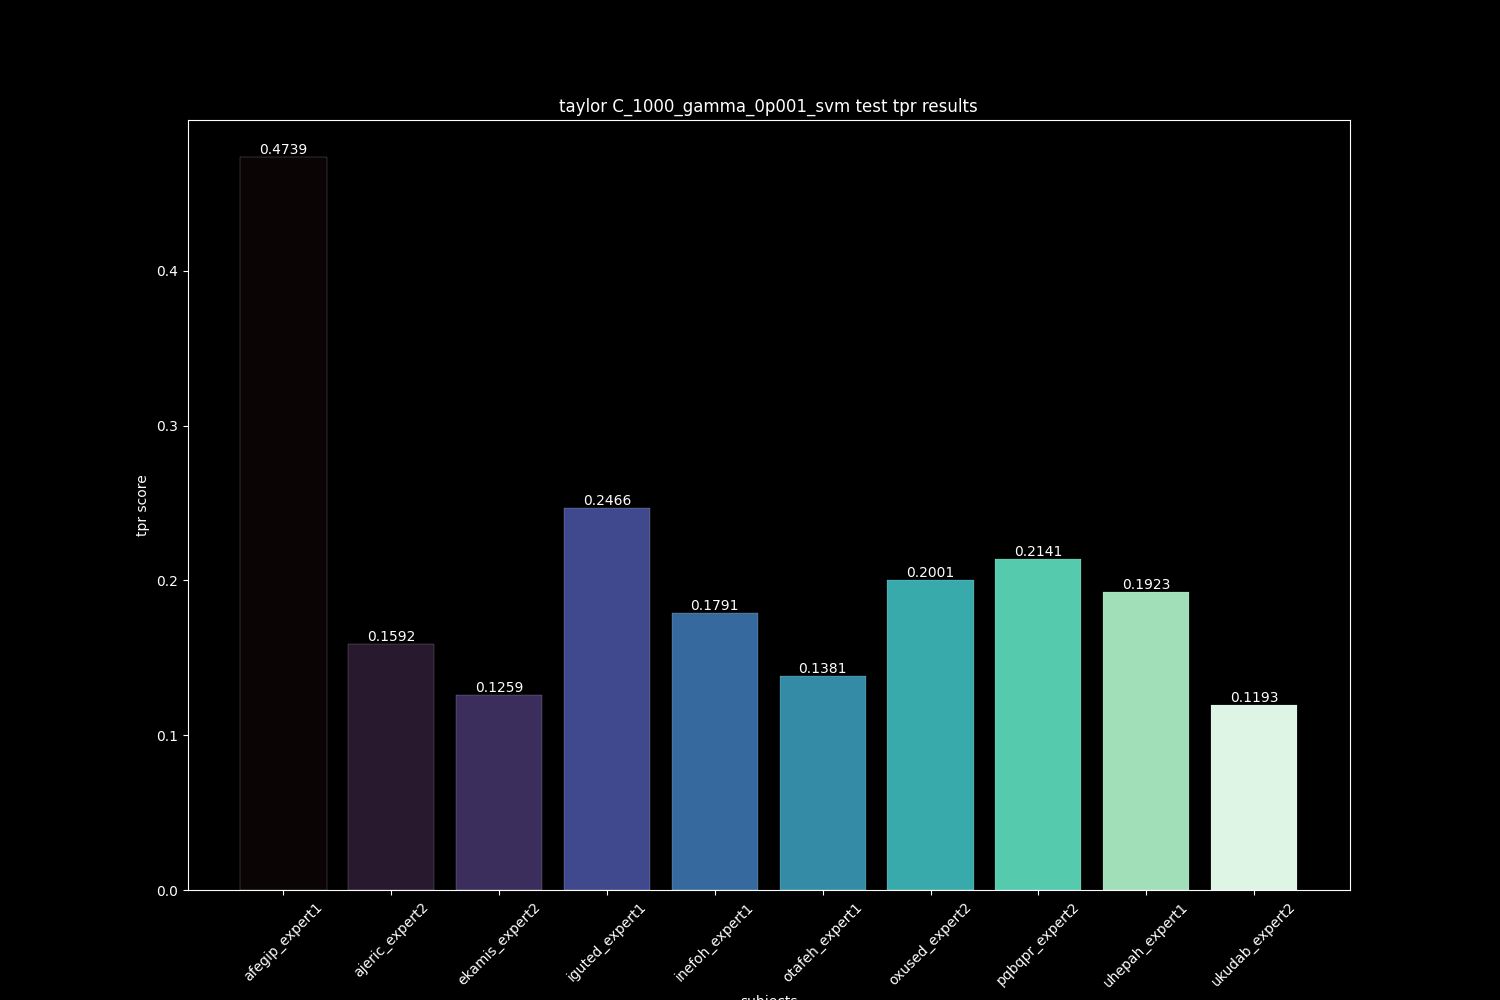 taylor C_1000_gamma_0p001_svm test tpr results
0.4739
0.4
0.3
tpr score
0.2466
0.2141
0.2001
0.2
0.1923
0.1791
0.1592
0.1381
0.1259
0.1193
0.1
0.0
afegip_expert1
ajeric_expert2
ekamis_expert2
iguted_expert1
inefoh_expert1
otafeh_expert1
oxused_expert2
pqbqpr_expert2
uhepah_expert1
ukudab_expert2
subjects